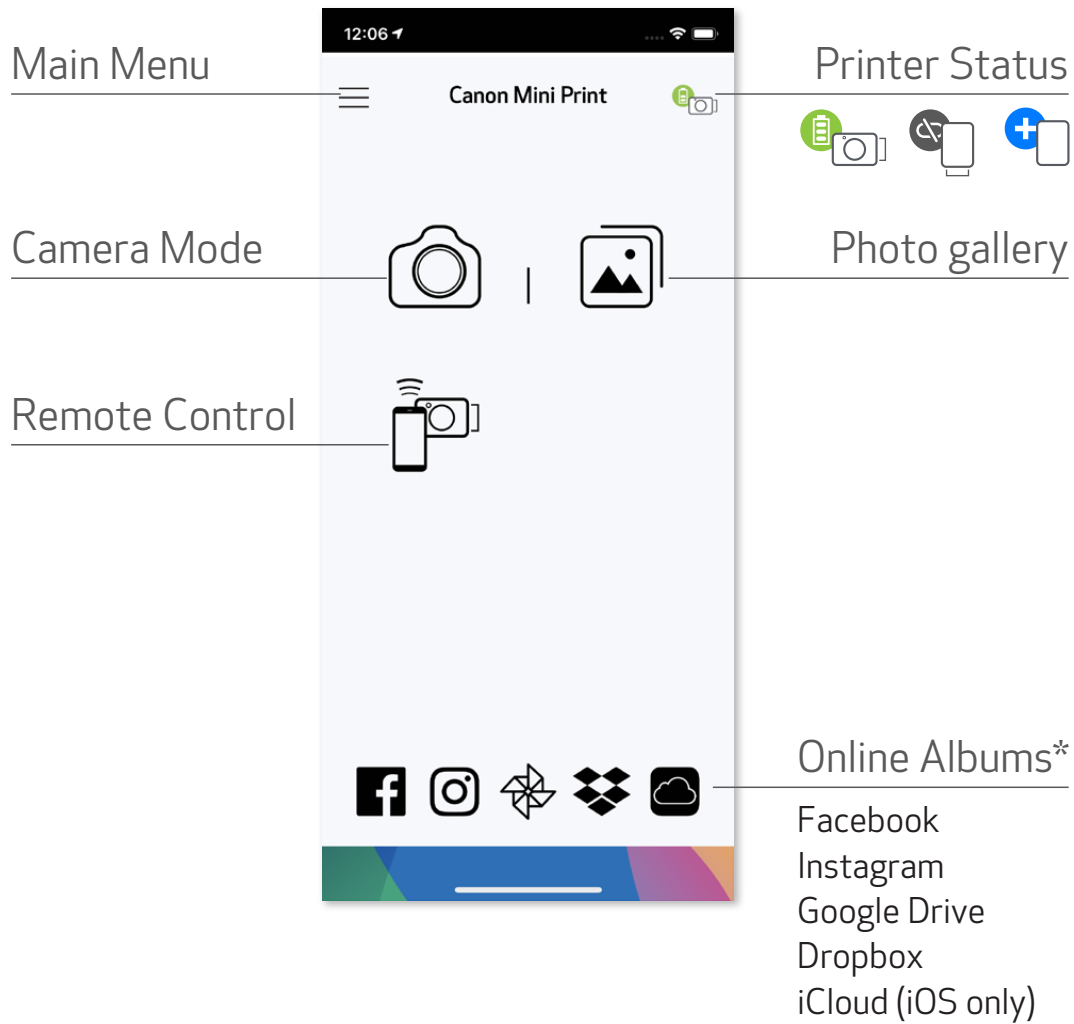 12:06
Main Menu
Canon Mini Print
Printer Status
Camera Mode
Photo gallery
Remote Control
Online Albums*
Facebook
Instagram
Google Drive
Dropbox
iCloud (iOS only)